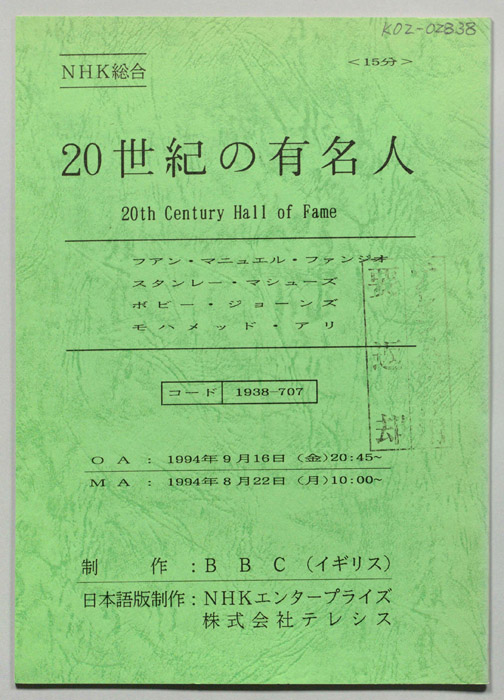 K02-02838
NHK総合
<15分>
20世紀の有名人
20th Century Hall of Fame
フアン・マニュエル・ファンジオ
スタンレー・マシューズ
ボビー・ジョーンズ
モハメッド・アリ
要返却
コード 1938-707
OA: 1994年9月16日(金)20:45~
MA: 1994年8月22日(月)10:00~
制作:BBC(イギリス)
日本語版制作:NHKエンタープライズ
株式会社テレシス